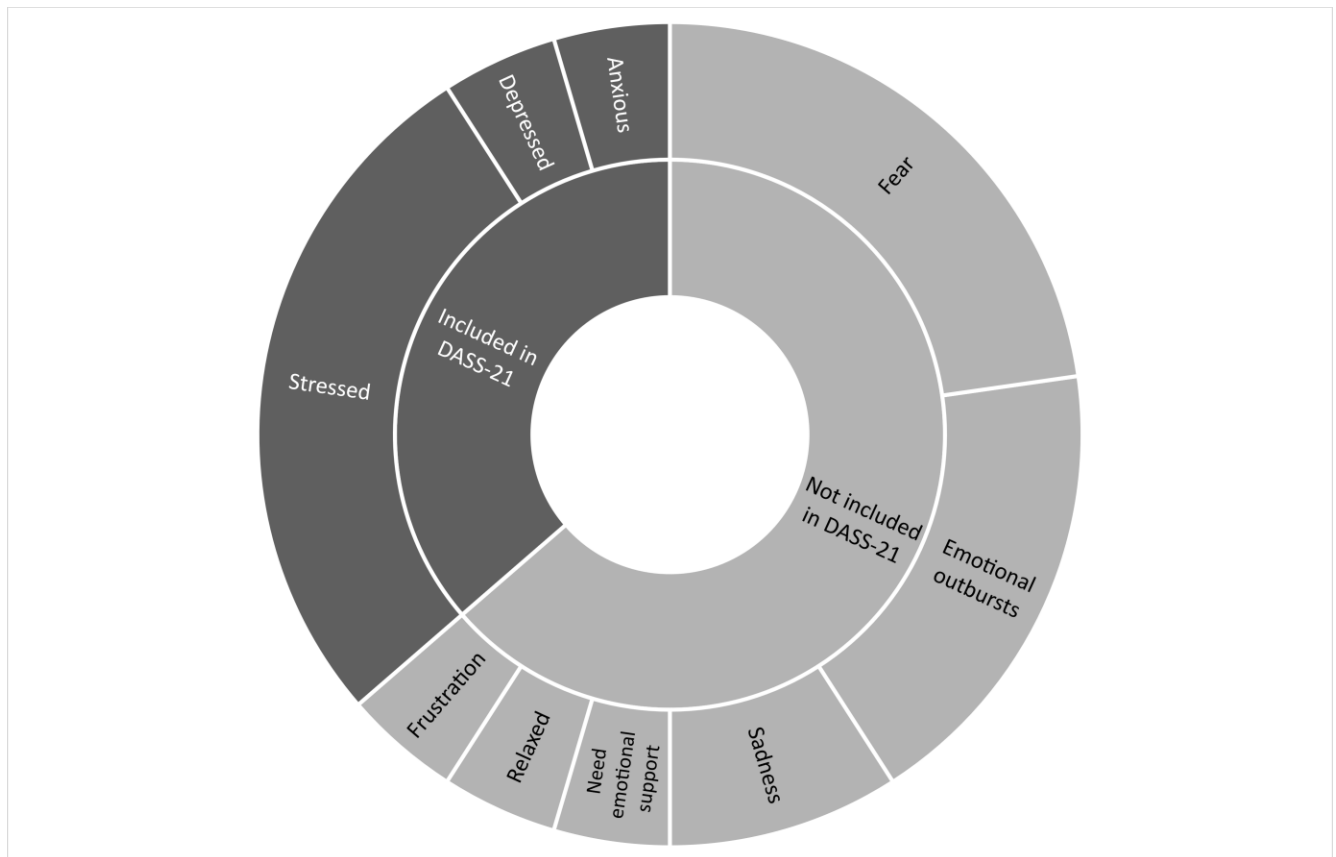 Anxious
Depressed
Fear
Included in
DASS-21
Stressed
Not included
in DASS-21
Emotional
outbursts
Frustration
Relaxed
Need
emotional
support
Sadness